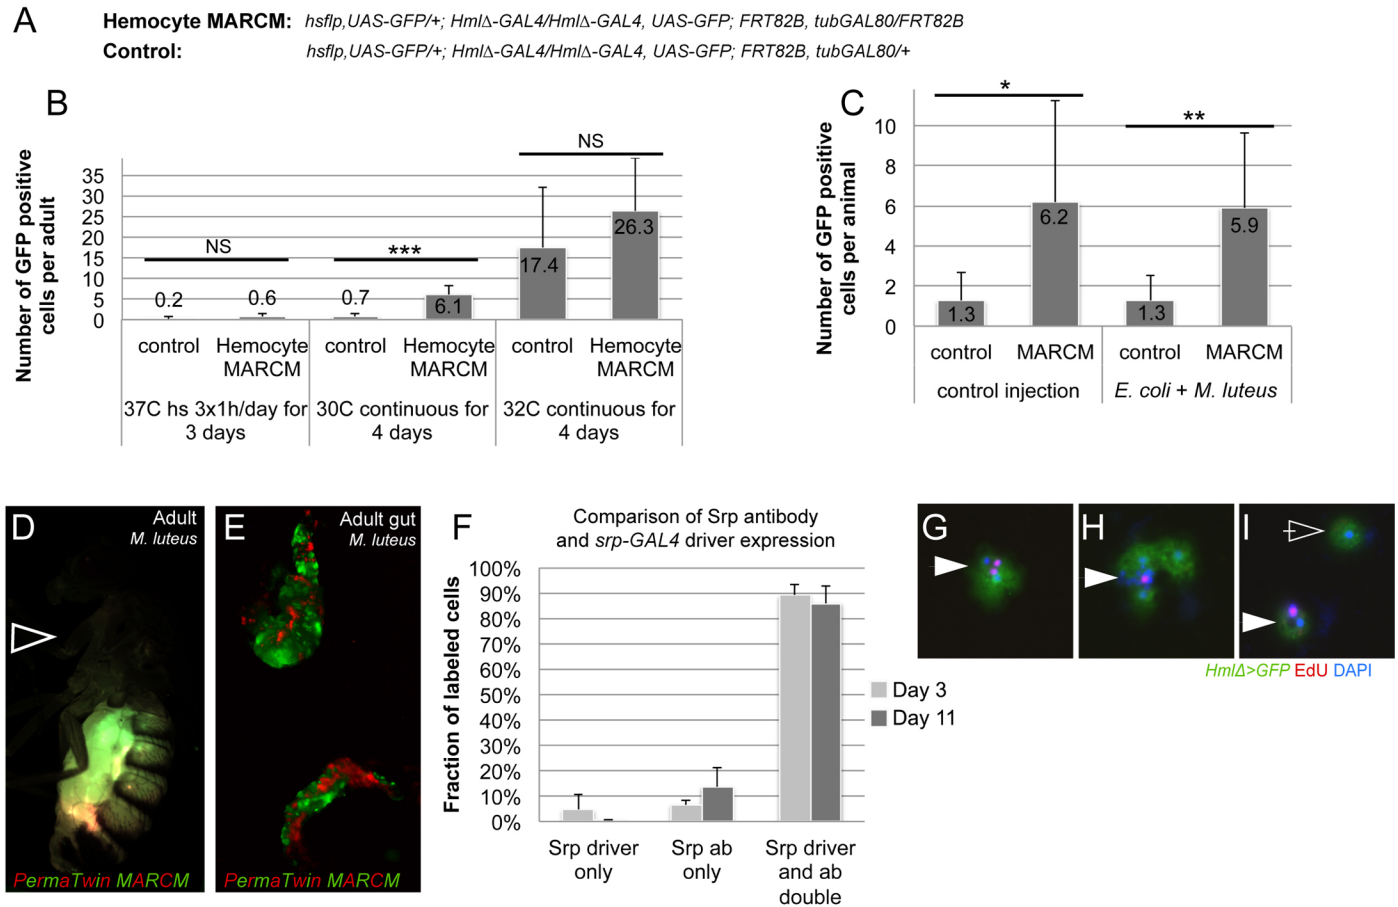 A
Hemocyte MARCM: hsflp,UAS-GFP/+; HmlΔ-GAL4/HmlΔ-GAL4, UAS-GFP; FRT82B, tubGAL80/FRT82B
Control: hsflp,UAS-GFP/+; HmlΔ-GAL4/HmlΔ-GAL4, UAS-GFP; FRT82B, tubGAL80/+
B
Number of GFP positive
cells per adult
35
30
25
20
15
10
5
0
NS
***
NS
0.2
0.6
0.7
6.1
17.4
26.3
control
Hemocyte
MARCM
control
Hemocyte
MARCM
control
Hemocyte
MARCM
37C hs 3x1h/day for
3 days
30C continuous for
4 days
32C continuous for
4 days
C
Number of GFP positive
cells per animal
10
8
6
4
2
0
*
**
1.3
6.2
1.3
5.9
control
MARCM
control
MARCM
control injection
E. coli + M. luteus
D
Adult
M. luteus
PermaTwin MARCM
E
Adult gut
M. luteus
PermaTwin MARCM
F
Comparison of Srp antibody
and srp-GAL4 driver expression
Fraction of labeled cells
100%
90%
80%
70%
60%
50%
40%
30%
20%
10%
0%
Srp driver
only
Srp ab
only
Srp driver
and ab
double
Day 3
Day 11
G
H
I
HmlΔ>GFP EdU DAPI